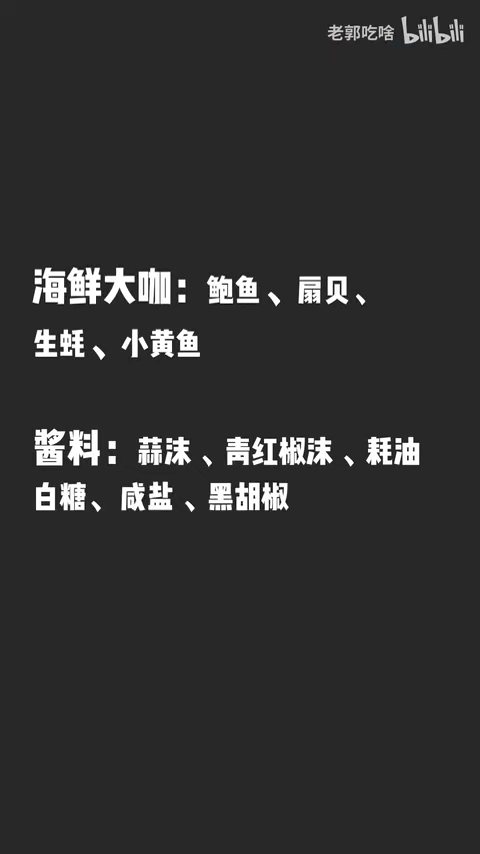 老郭吃啥 bilibili
海鲜大咖：鲍鱼、扇贝、
生蚝、小黄鱼
酱料：蒜沫、青红椒沫、耗油
白糖、咸盐、黑胡椒